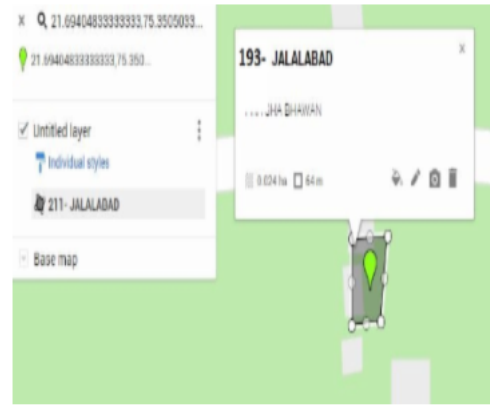 × 21.69404833333333,75.3505033...
21.69404833333333,75.350...
Untitled layer
Individual styles
211- JALALABAD
Base map
193- JALALABAD ×
BHAWAN
0.024 ha 64 m